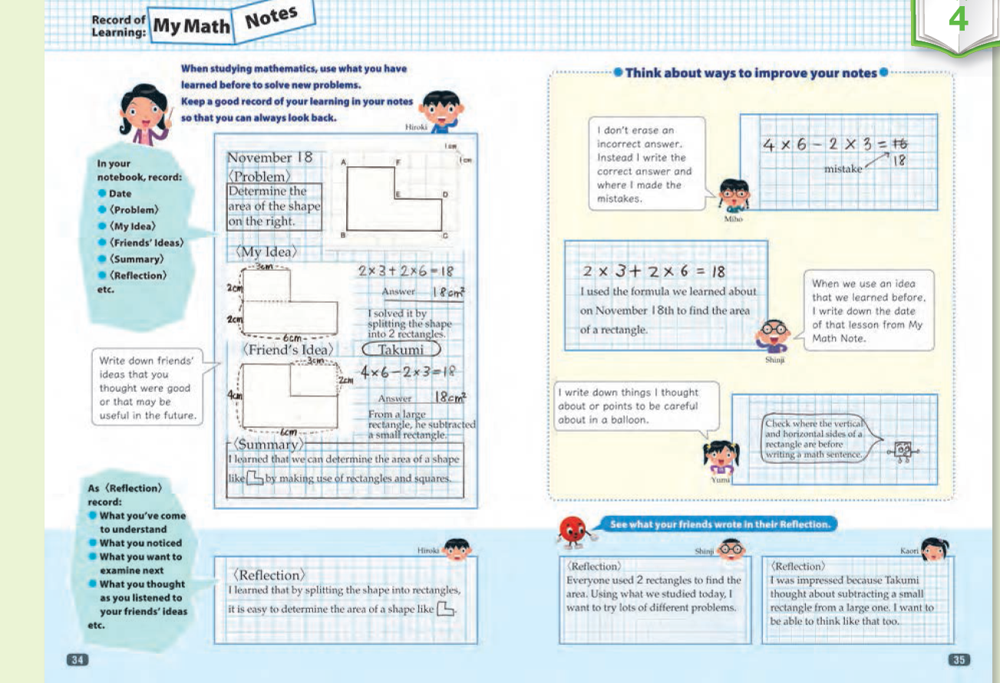 Record of
Learning:
My Math Notes
4
When studying mathematics, use what you have
learned before to solve new problems.
Keep a good record of your learning in your notes
so that you can always look back.
Hiroki
In your
notebook, record:
Date
〈Problem〉
〈My Idea〉
〈Friends' Ideas〉
〈Summary〉
〈Reflection〉
etc.
November 18
〈Problem〉
Determine the
area of the shape
on the right.
1cm
1cm
A
F
E
D
B
C
〈My Idea〉
3cm
2cm
2cm
6cm
2×3+2×6=18
Answer 18cm²
I solved it by
splitting the shape
into 2 rectangles.
〈Friend's Idea〉
Takumi
3cm
2cm
4cm
6cm
4×6-2×3=18
Answer 18cm²
From a large
rectangle, he subtracted
a small rectangle.
Write down friends'
ideas that you
thought were good
or that may be
useful in the future.
〈Summary〉
I learned that we can determine the area of a shape
like by making use of rectangles and squares.
As 〈Reflection〉
record:
What you've come
to understand
What you noticed
What you want to
examine next
What you thought
as you listened to
your friends' ideas
etc.
Hiroki
〈Reflection〉
I learned that by splitting the shape into rectangles,
it is easy to determine the area of a shape like .
34
Think about ways to improve your notes
I don't erase an
incorrect answer.
Instead I write the
correct answer and
where I made the
mistakes.
Miho
4 × 6 - 2 × 3 = 16
mistake 18
2 × 3 + 2 × 6 = 18
I used the formula we learned about
on November 18th to find the area
of a rectangle.
Shinji
When we use an idea
that we learned before,
I write down the date
of that lesson from My
Math Note.
I write down things I thought
about or points to be careful
about in a balloon.
Yumi
Check where the vertical
and horizontal sides of a
rectangle are before
writing a math sentence.
See what your friends wrote in their Reflection.
Shinji
〈Reflection〉
Everyone used 2 rectangles to find the
area. Using what we studied today, I
want to try lots of different problems.
Kaori
〈Reflection〉
I was impressed because Takumi
thought about subtracting a small
rectangle from a large one. I want to
be able to think like that too.
35